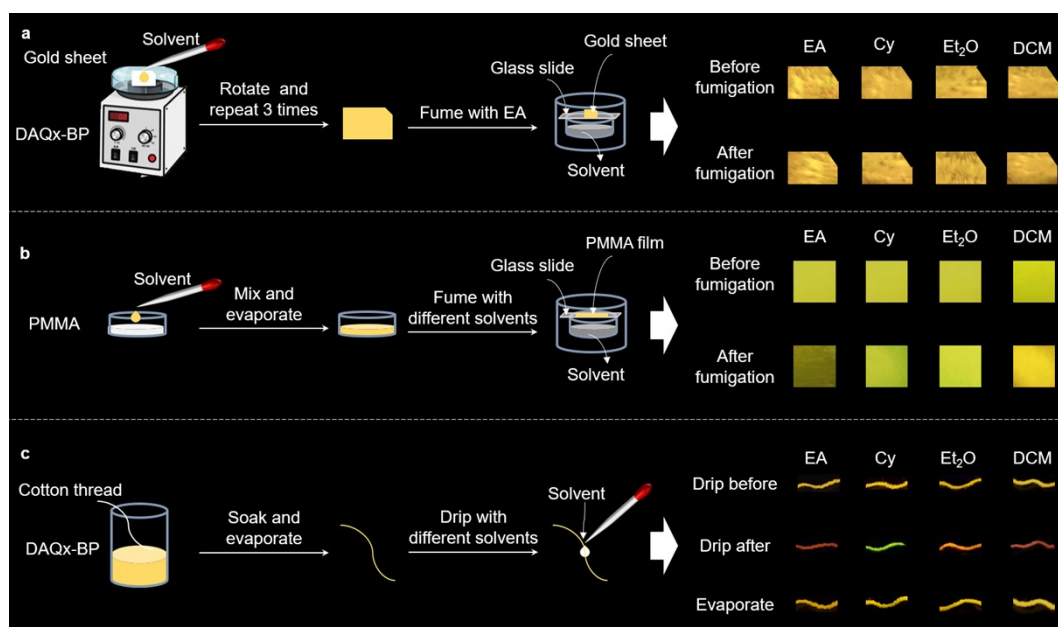 a
Solvent
Gold sheet
DAQx-BP
Rotate and
repeat 3 times
Fume with EA
Gold sheet
Glass slide
Solvent
EA Cy Et₂O DCM
Before
fumigation
After
fumigation
b
Solvent
PMMA
Mix and
evaporate
Fume with
different solvents
PMMA film
Glass slide
Solvent
EA Cy Et₂O DCM
Before
fumigation
After
fumigation
c
Cotton thread
DAQx-BP
Soak and
evaporate
Drip with
different solvents
Solvent
EA Cy Et₂O DCM
Drip before
Drip after
Evaporate